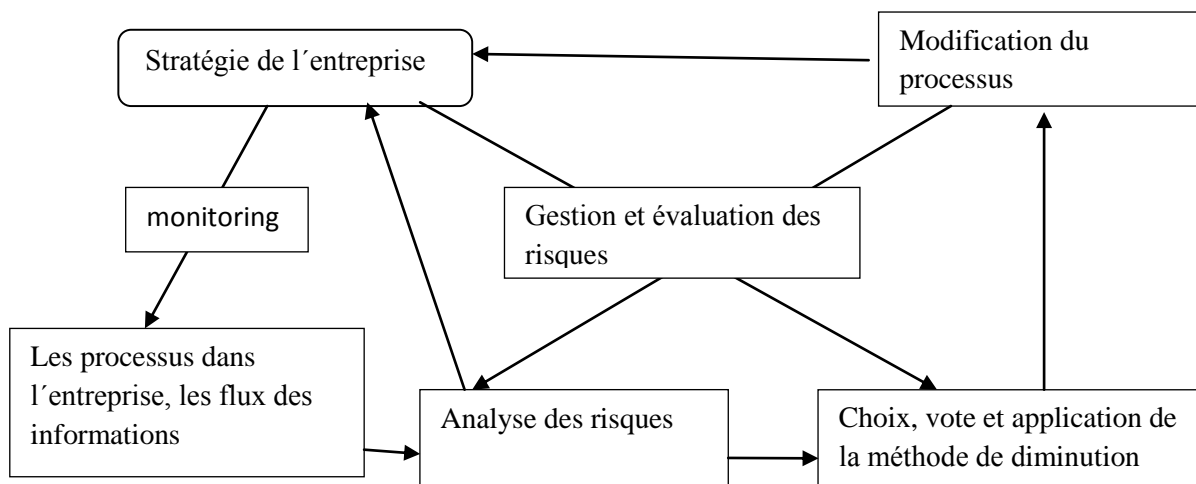 Stratégie de l´entreprise
Modification du
processus
monitoring
Gestion et évaluation des
risques
Les processus dans
l´entreprise, les flux des
informations
Analyse des risques
Choix, vote et application de
la méthode de diminution